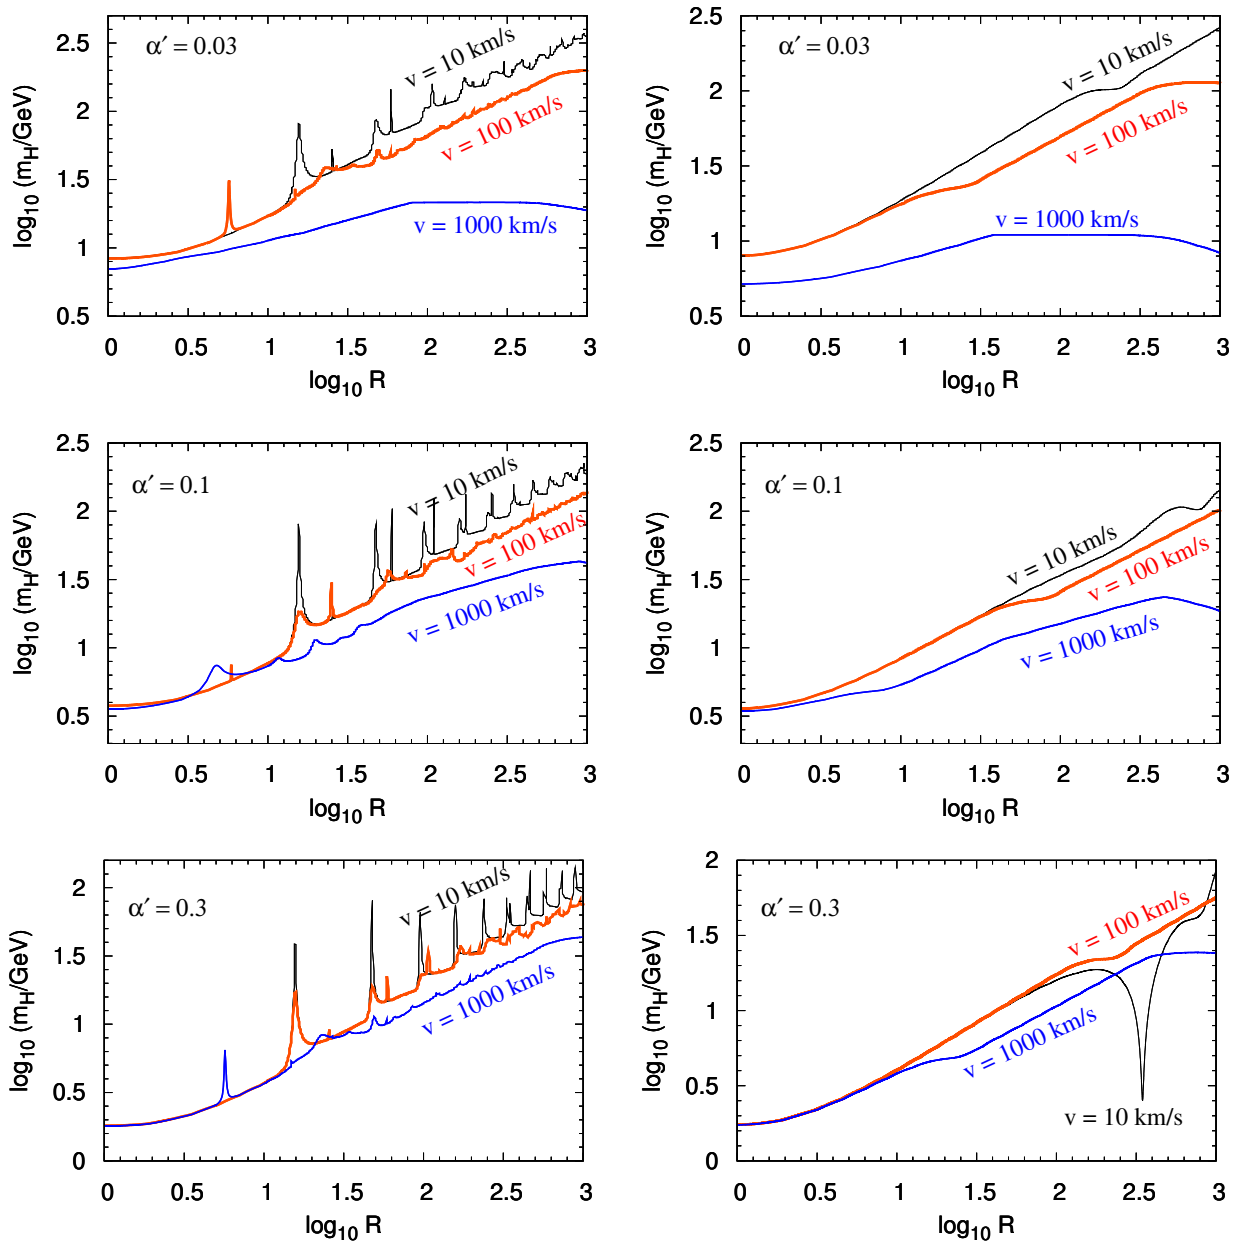 α′ = 0.03
v = 10 km/s
v = 100 km/s
v = 1000 km/s
log10 (mH/GeV)
2.5
2
1.5
1
0.5
0 0.5 1 1.5 2 2.5 3
log10 R
α′ = 0.03
v = 10 km/s
v = 100 km/s
v = 1000 km/s
log10 (mH/GeV)
2.5
2
1.5
1
0.5
0 0.5 1 1.5 2 2.5 3
log10 R
α′ = 0.1
v = 10 km/s
v = 100 km/s
v = 1000 km/s
log10 (mH/GeV)
2.5
2
1.5
1
0.5
0 0.5 1 1.5 2 2.5 3
log10 R
α′ = 0.1
v = 10 km/s
v = 100 km/s
v = 1000 km/s
log10 (mH/GeV)
2.5
2
1.5
1
0.5
0 0.5 1 1.5 2 2.5 3
log10 R
α′ = 0.3
v = 10 km/s
v = 1000 km/s
log10 (mH/GeV)
2
1.5
1
0.5
0
0 0.5 1 1.5 2 2.5 3
log10 R
α′ = 0.3
v = 100 km/s
v = 1000 km/s
v = 10 km/s
log10 (mH/GeV)
2
1.5
1
0.5
0
0 0.5 1 1.5 2 2.5 3
log10 R